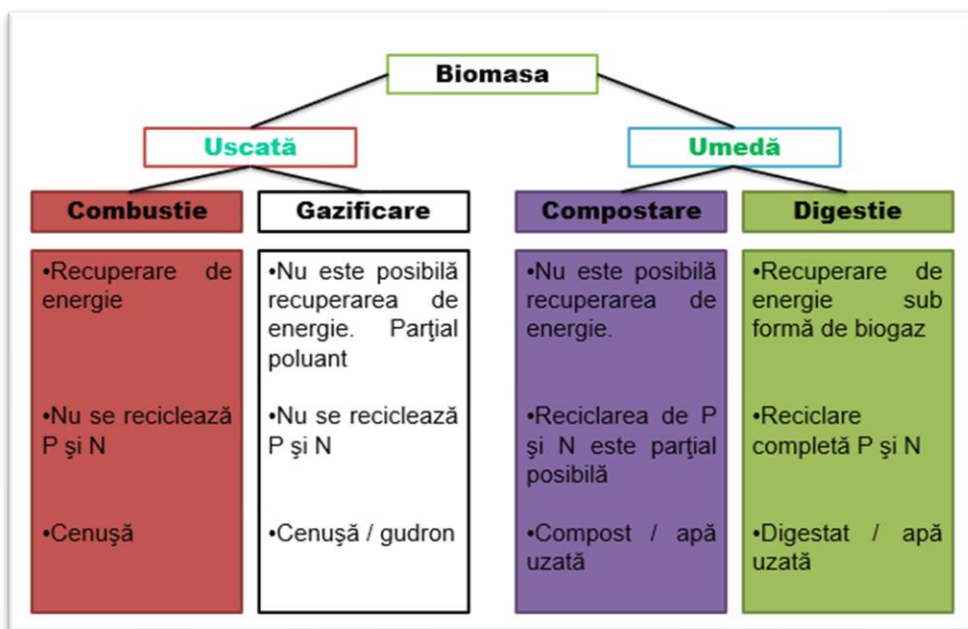 Biomasa
Uscată
Umedă
Combustie
Gazificare
Compostare
Digestie
•Recuperare de
energie
•Nu se reciclează
P şi N
•Cenuşă
•Nu este posibilă
recuperarea de
energie. Parţial
poluant
•Nu se reciclează
P şi N
•Cenuşă / gudron
•Nu este posibilă
recuperarea de
energie.
•Reciclarea de P
şi N este parţial
posibilă
•Compost / apă
uzată
•Recuperare de
energie sub
formă de biogaz
•Reciclare
completă P şi N
•Digestat / apă
uzată